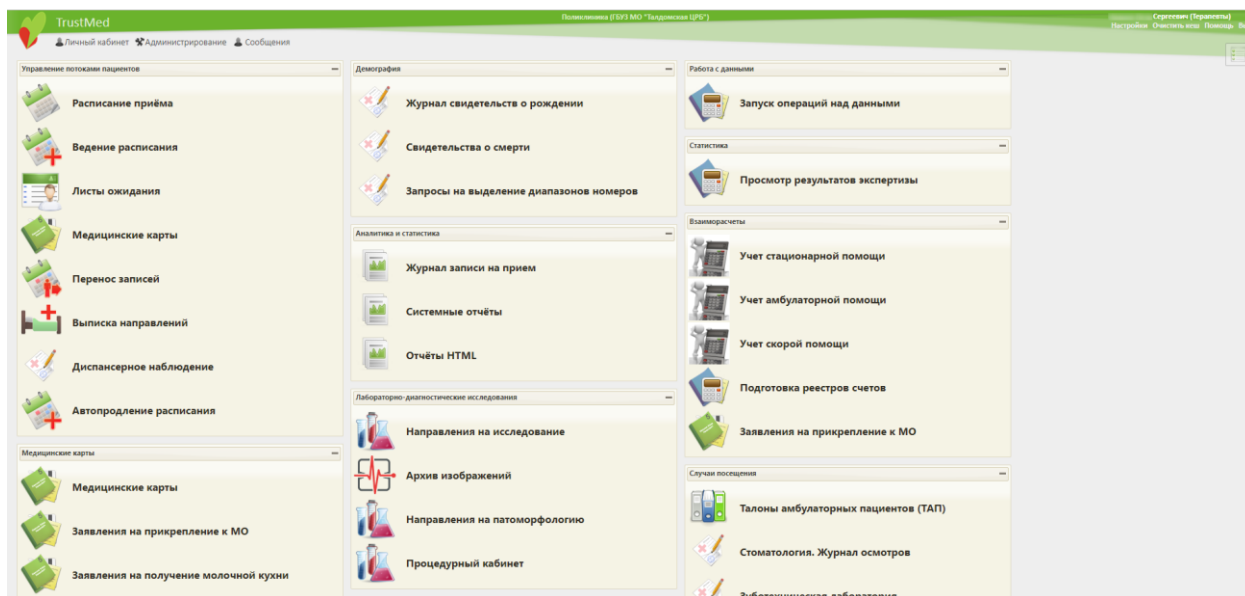 TrustMed
Поликлиника (ГБУЗ МО "Талдомская ЦРБ")
Сергеевич (Терапевты)
Настройки Очистить кеш Помощь
Личный кабинет Администрирование Сообщения
Управление потоками пациентов
Расписание приёма
Ведение расписания
Листы ожидания
Медицинские карты
Перенос записей
Выписка направлений
Диспансерное наблюдение
Автопродление расписания
Медицинские карты
Медицинские карты
Заявления на прикрепление к МО
Заявления на получение молочной кухни
Демография
Журнал свидетельств о рождении
Свидетельства о смерти
Запросы на выделение диапазонов номеров
Аналитика и статистика
Журнал записи на прием
Системные отчёты
Отчёты HTML
Лабораторно-диагностические исследования
Направления на исследование
Архив изображений
Направления на патоморфологию
Процедурный кабинет
Работа с данными
Запуск операций над данными
Статистика
Просмотр результатов экспертизы
Взаиморасчеты
Учет стационарной помощи
Учет амбулаторной помощи
Учет скорой помощи
Подготовка реестров счетов
Заявления на прикрепление к МО
Случаи посещения
Талоны амбулаторных пациентов (ТАП)
Стоматология. Журнал осмотров
Зуботехническая лаборатория